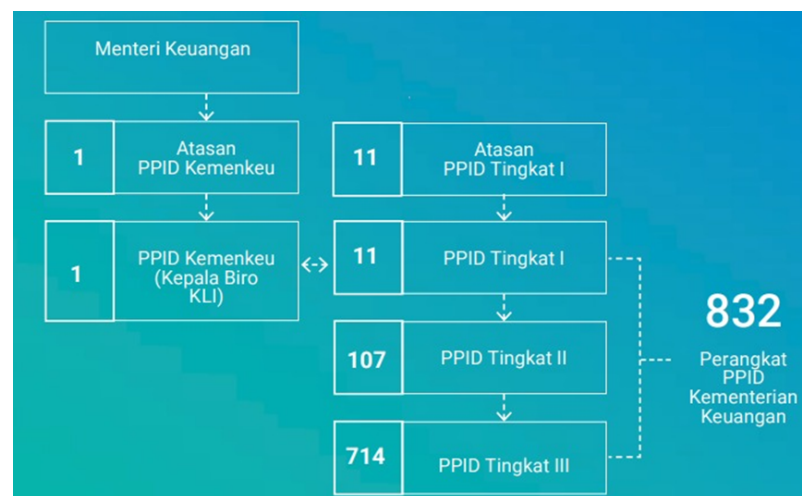 Menteri Keuangan
1
Atasan
PPID Kemenkeu
11
Atasan
PPID Tingkat I
1
PPID Kemenkeu
(Kepala Biro
KLI)
11
PPID Tingkat I
107
PPID Tingkat II
714
PPID Tingkat III
832
Perangkat
PPID
Kementerian
Keuangan